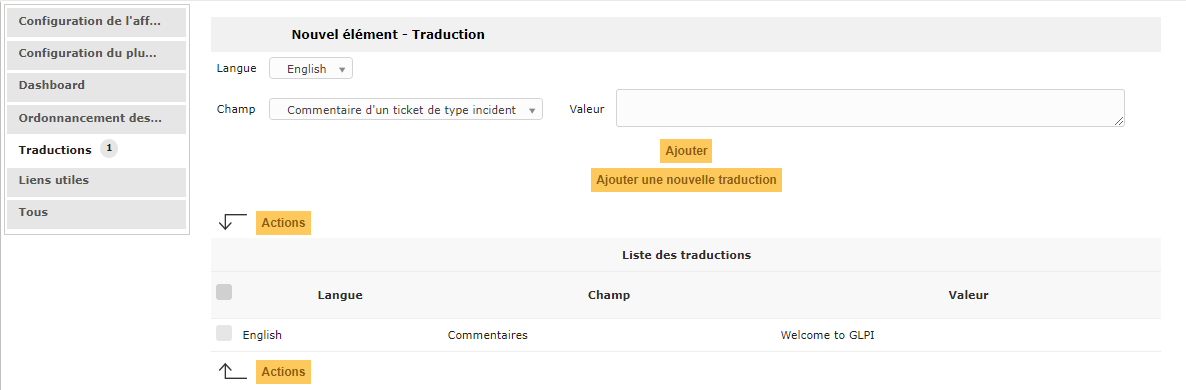 Configuration de l'aff...
Configuration du plu...
Dashboard
Ordonnancement des...
Traductions 1
Liens utiles
Tous
Nouvel élément - Traduction
Langue English
Champ Commentaire d'un ticket de type incident Valeur
Ajouter
Ajouter une nouvelle traduction
Actions
Liste des traductions
Langue Champ Valeur
English Commentaires Welcome to GLPI
Actions